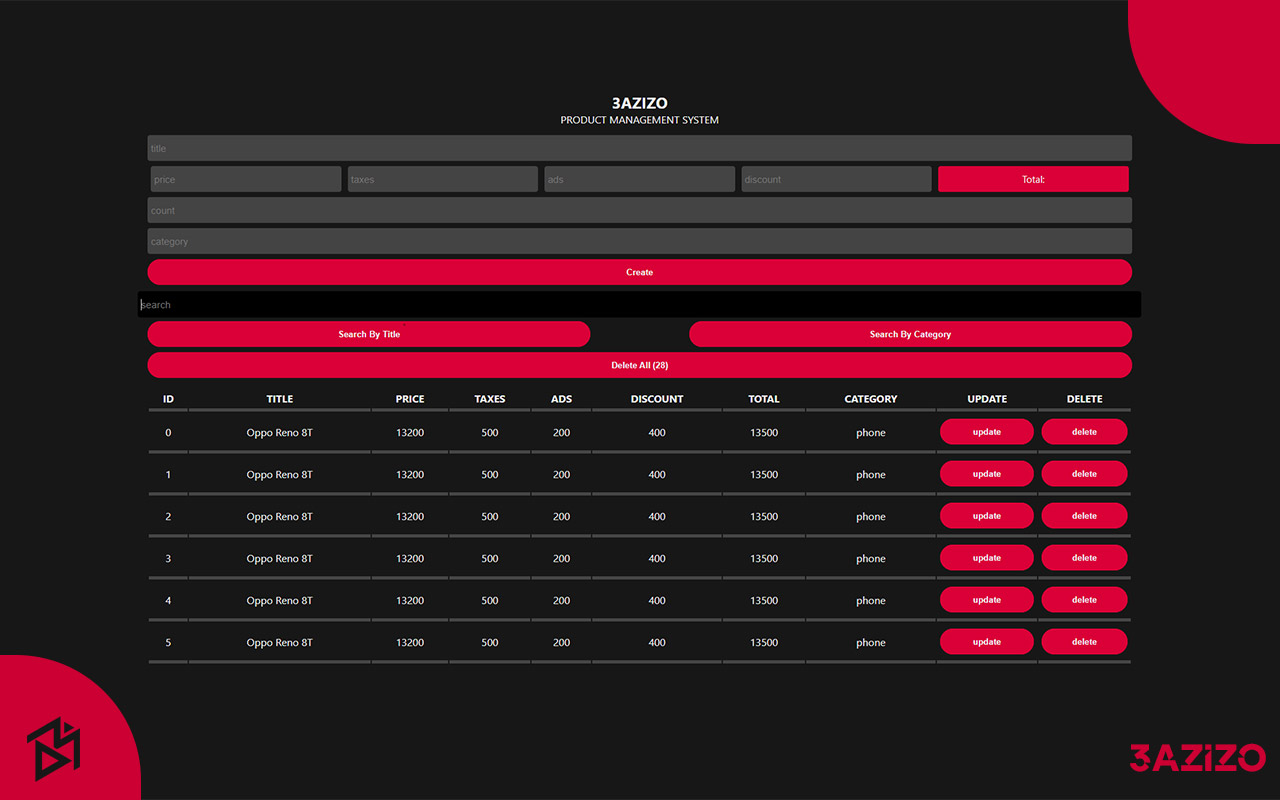 3AZIZO
PRODUCT MANAGEMENT SYSTEM
title
price taxes ads discount Total:
count
category
Create
search
Search By Title Search By Category
Delete All (28)
ID TITLE PRICE TAXES ADS DISCOUNT TOTAL CATEGORY UPDATE DELETE
0 Oppo Reno 8T 13200 500 200 400 13500 phone update delete
1 Oppo Reno 8T 13200 500 200 400 13500 phone update delete
2 Oppo Reno 8T 13200 500 200 400 13500 phone update delete
3 Oppo Reno 8T 13200 500 200 400 13500 phone update delete
4 Oppo Reno 8T 13200 500 200 400 13500 phone update delete
5 Oppo Reno 8T 13200 500 200 400 13500 phone update delete
3AZiZO